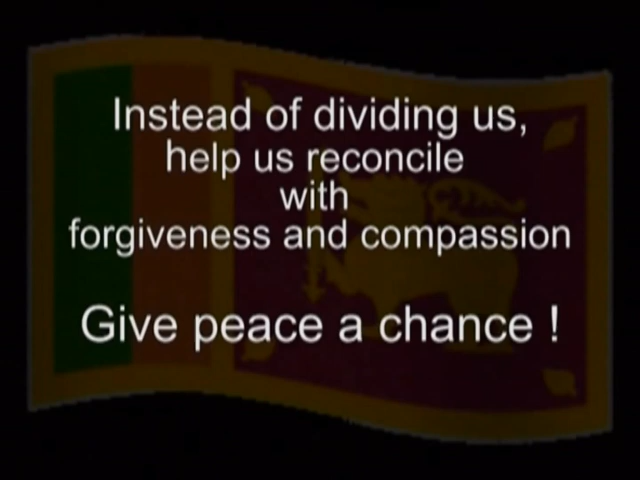 Instead of dividing us,
help us reconcile
with
forgiveness and compassion
Give peace a chance !